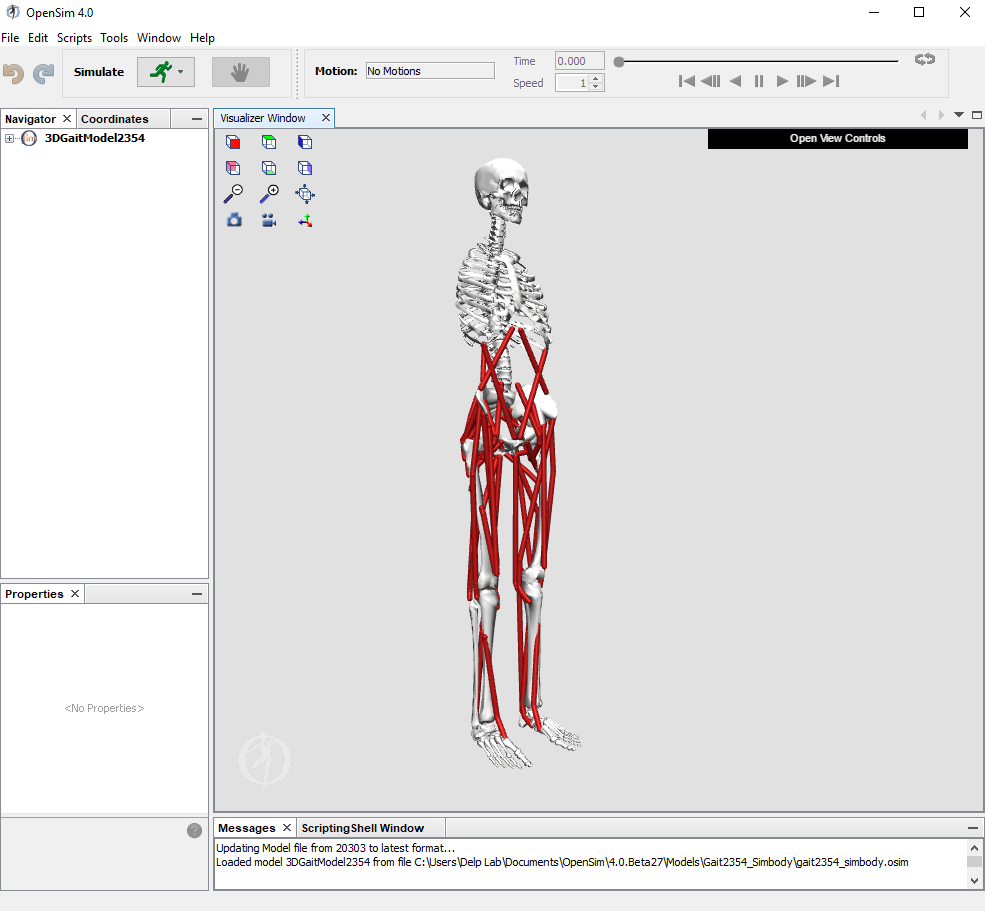 OpenSim 4.0
File Edit Scripts Tools Window Help
Simulate
Motion: No Motions
Time 0.000
Speed 1
Navigator Coordinates
3DGaitModel2354
Visualizer Window
Open View Controls
Properties
<No Properties>
Messages ScriptingShell Window
Updating Model file from 20303 to latest format...
Loaded model 3DGaitModel2354 from file C:\Users\Delp Lab\Documents\OpenSim\4.0.Beta27\Models\Gait2354_Simbody\gait2354_simbody.osim